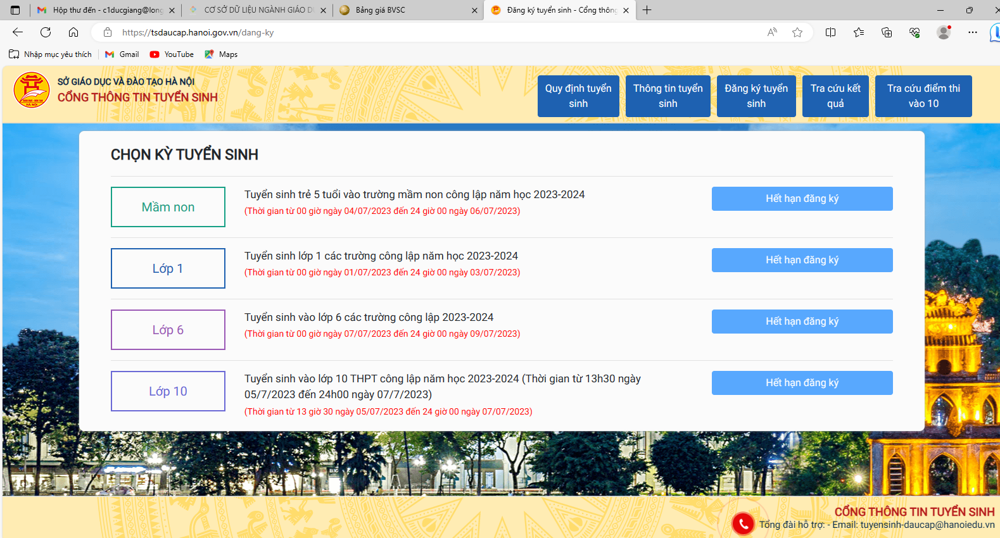 Hộp thư đến - c1ducgiang@long
CƠ SỞ DỮ LIỆU NGÀNH GIÁO DỤ
Bảng giá BVSC
Đăng ký tuyển sinh - Cổng thông
https://tsdaucap.hanoi.gov.vn/dang-ky
Nhập mục yêu thích
Gmail
YouTube
Maps
SỞ GIÁO DỤC VÀ ĐÀO TẠO HÀ NỘI
CỔNG THÔNG TIN TUYỂN SINH
HÀ NỘI
Quy định tuyển
sinh
Thông tin tuyển
sinh
Đăng ký tuyển
sinh
Tra cứu kết
quả
Tra cứu điểm thi
vào 10
CHỌN KỲ TUYỂN SINH
Mầm non
Tuyển sinh trẻ 5 tuổi vào trường mầm non công lập năm học 2023-2024
(Thời gian từ 00 giờ ngày 04/07/2023 đến 24 giờ 00 ngày 06/07/2023)
Hết hạn đăng ký
Lớp 1
Tuyển sinh lớp 1 các trường công lập năm học 2023-2024
(Thời gian từ 00 giờ ngày 01/07/2023 đến 24 giờ 00 ngày 03/07/2023)
Hết hạn đăng ký
Lớp 6
Tuyển sinh vào lớp 6 các trường công lập 2023-2024
(Thời gian từ 00 giờ ngày 07/07/2023 đến 24 giờ 00 ngày 09/07/2023)
Hết hạn đăng ký
Lớp 10
Tuyển sinh vào lớp 10 THPT công lập năm học 2023-2024 (Thời gian từ 13h30 ngày
05/7/2023 đến 24h00 ngày 07/7/2023)
(Thời gian từ 13 giờ 30 ngày 05/07/2023 đến 24 giờ 00 ngày 07/07/2023)
Hết hạn đăng ký
CỔNG THÔNG TIN TUYỂN SINH
Tổng đài hỗ trợ: - Email: tuyensinh-daucap@hanoiedu.vn